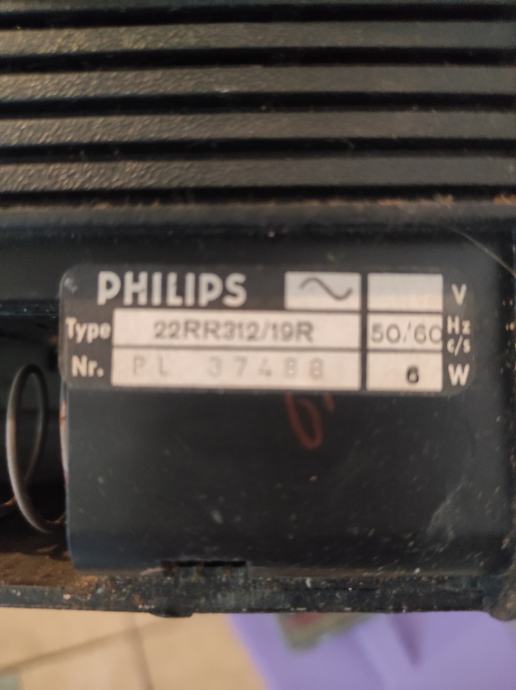 PHILIPS ~ V
Type 22RR312/19R 50/60 Hz c/s
Nr. PL 37488 6 W